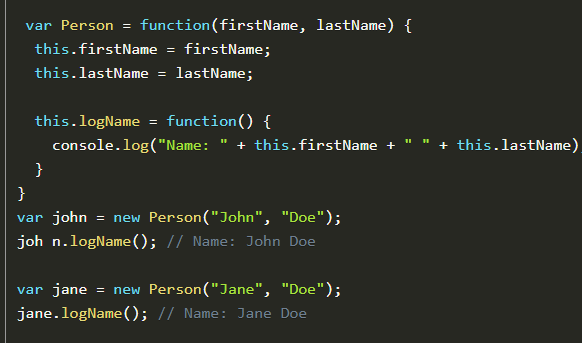 var Person = function(firstName, lastName) {
this.firstName = firstName;
this.lastName = lastName;
this.logName = function() {
console.log("Name: " + this.firstName + " " + this.lastName)
}
}
var john = new Person("John", "Doe");
joh n.logName(); // Name: John Doe
var jane = new Person("Jane", "Doe");
jane.logName(); // Name: Jane Doe